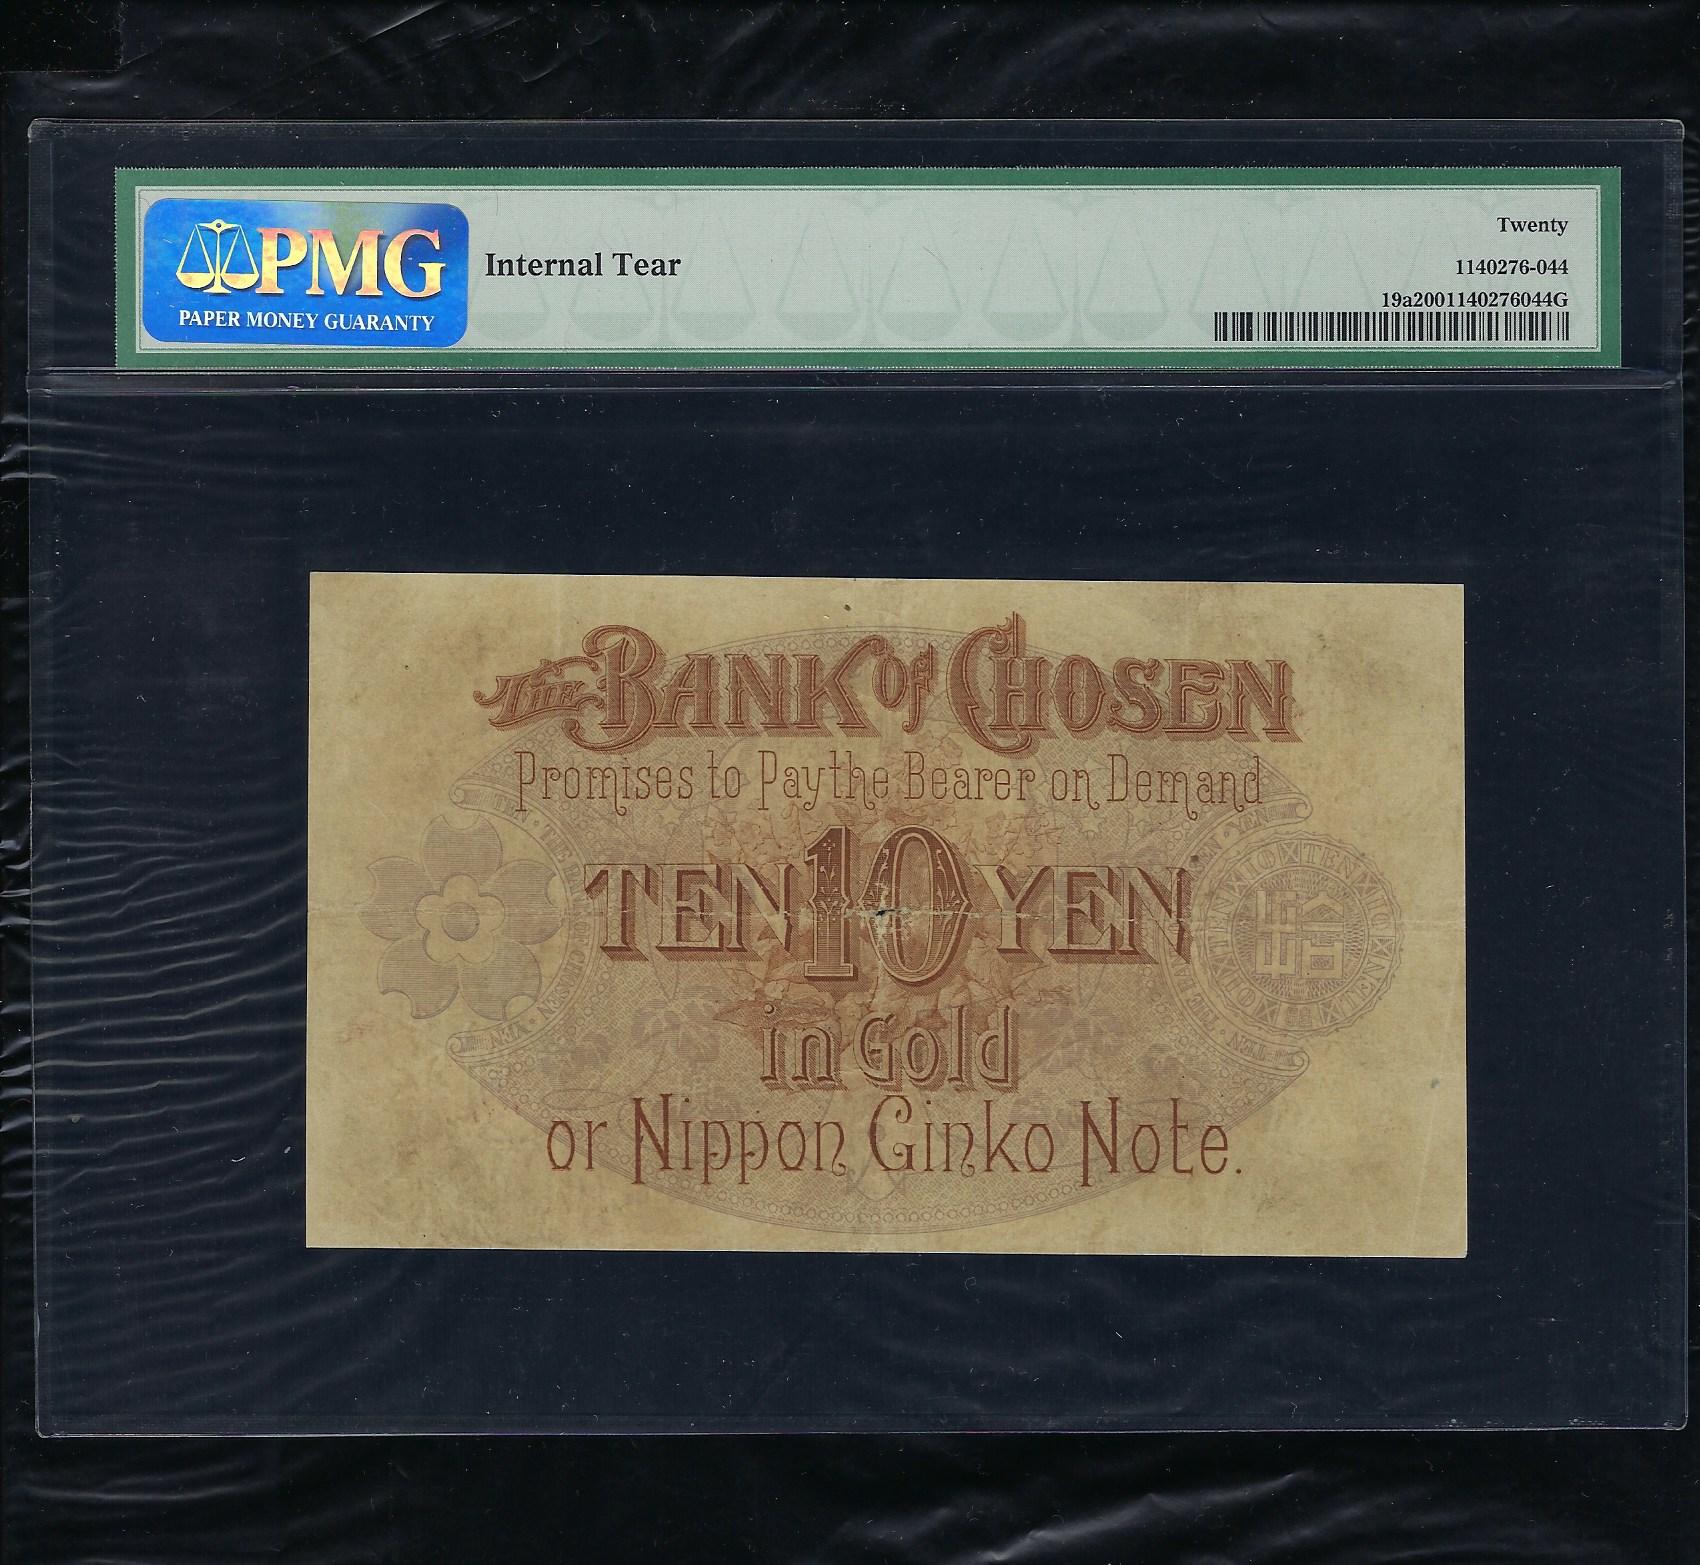 PMG
PAPER MONEY GUARANTY
Internal Tear
Twenty
1140276-044
19a2001140276044G
The BANK of CHOSEN
Promises to Pay the Bearer on Demand
TEN 10 YEN
in Gold
or Nippon Ginko Note.